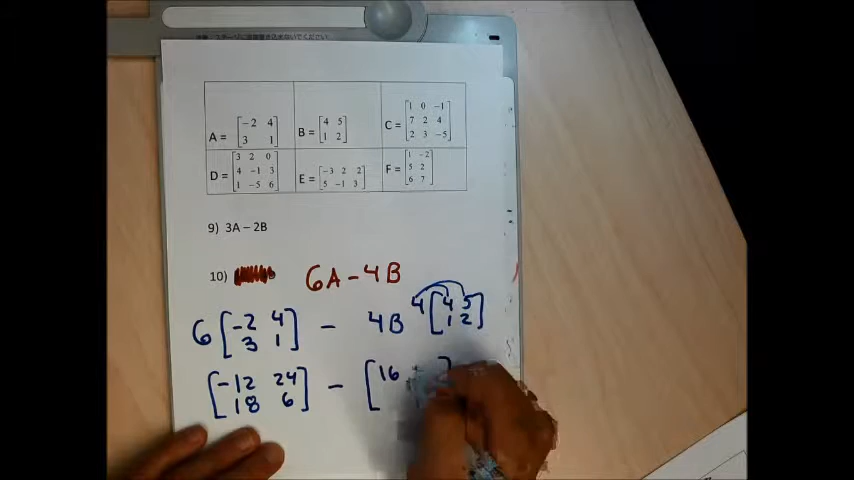 A = [-2 4 B = [4 5 C = [1 0 -1
3 1] 1 2] 7 2 4
2 3 -5]
D = [3 2 0 E = [-3 2 2 F = [1 -2
4 -1 3 5 -1 3] 5 2
1 -5 6] 6 7]
9) 3A – 2B
10) 6A - 4B
6 [-2 4 - 4B 4 [4 5
3 1] 1 2]
[-12 24 - [16
18 6]